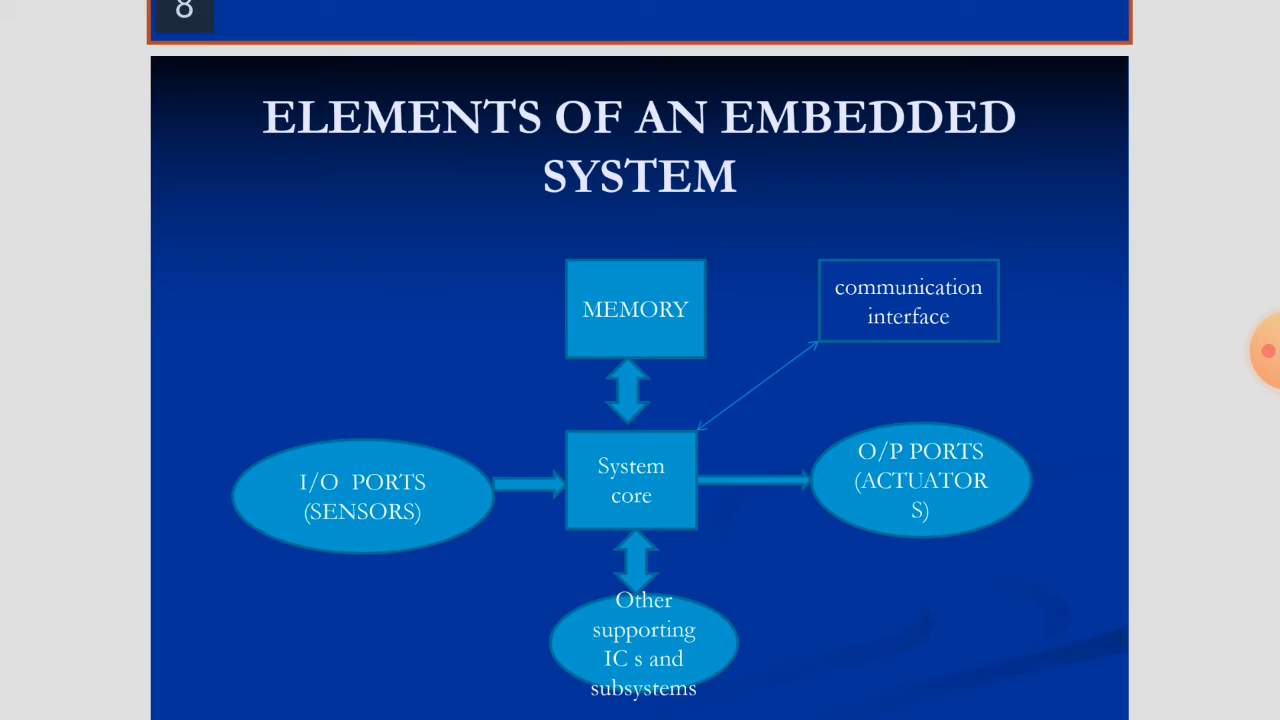 8
ELEMENTS OF AN EMBEDDED
SYSTEM
MEMORY
communication
interface
I/O PORTS
(SENSORS)
System
core
O/P PORTS
(ACTUATOR
S)
Other
supporting
IC s and
subsystems